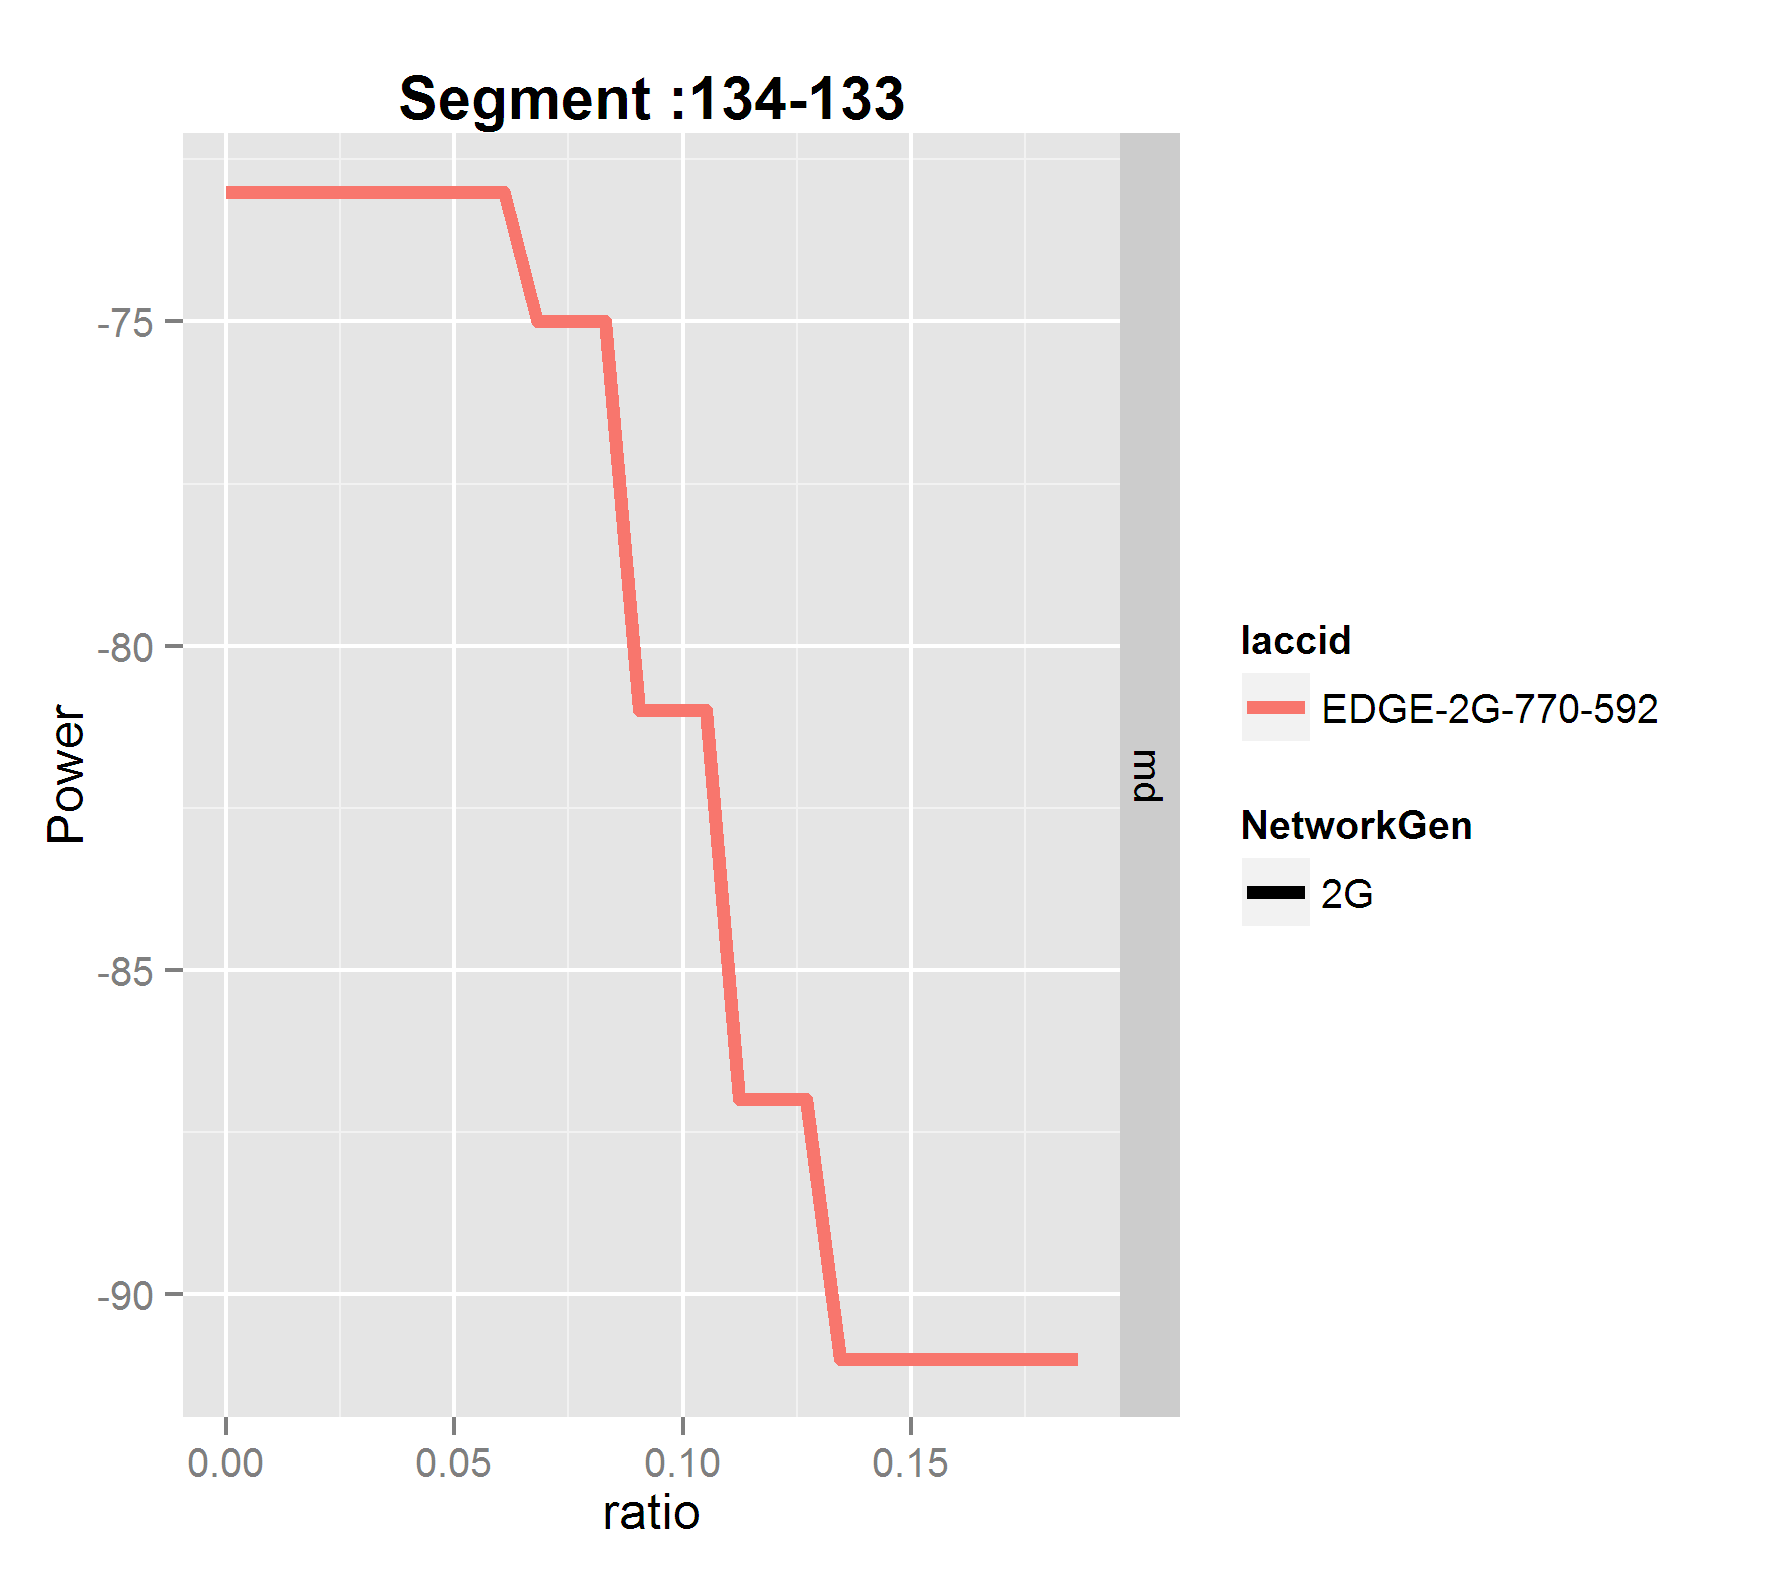 Segment :134-133
Power
-75
-80
-85
-90
0.00 0.05 0.10 0.15
ratio
md
laccid
EDGE-2G-770-592
NetworkGen
2G